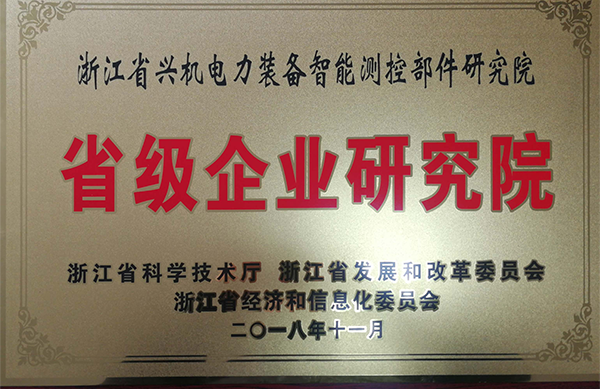 浙江省兴机电力装备智能测控部件研究院
省级企业研究院
浙江省科学技术厅 浙江省发展和改革委员会
浙江省经济和信息化委员会
二〇一八年十一月